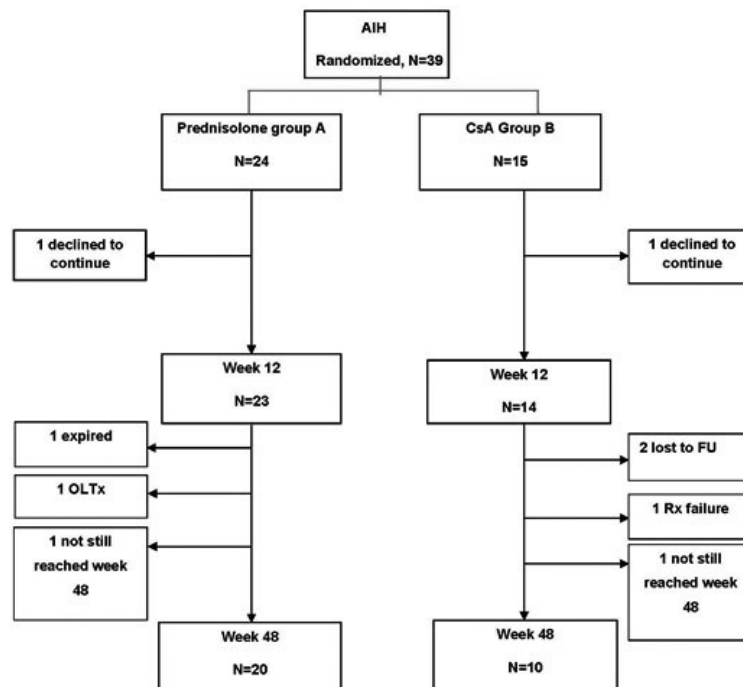 AIH
Randomized, N=39
Prednisolone group A
N=24
CsA Group B
N=15
1 declined to
continue
1 declined to
continue
Week 12
N=23
Week 12
N=14
1 expired
1 OLTx
1 not still
reached week
48
2 lost to FU
1 Rx failure
1 not still
reached week
48
Week 48
N=20
Week 48
N=10